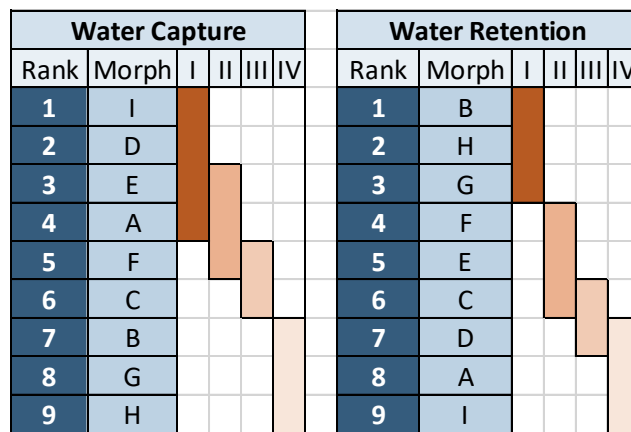 Water Capture Water Retention
Rank Morph I II III IV Rank Morph I II III IV
1 I 1 B
2 D 2 H
3 E 3 G
4 A 4 F
5 F 5 E
6 C 6 C
7 B 7 D
8 G 8 A
9 H 9 I